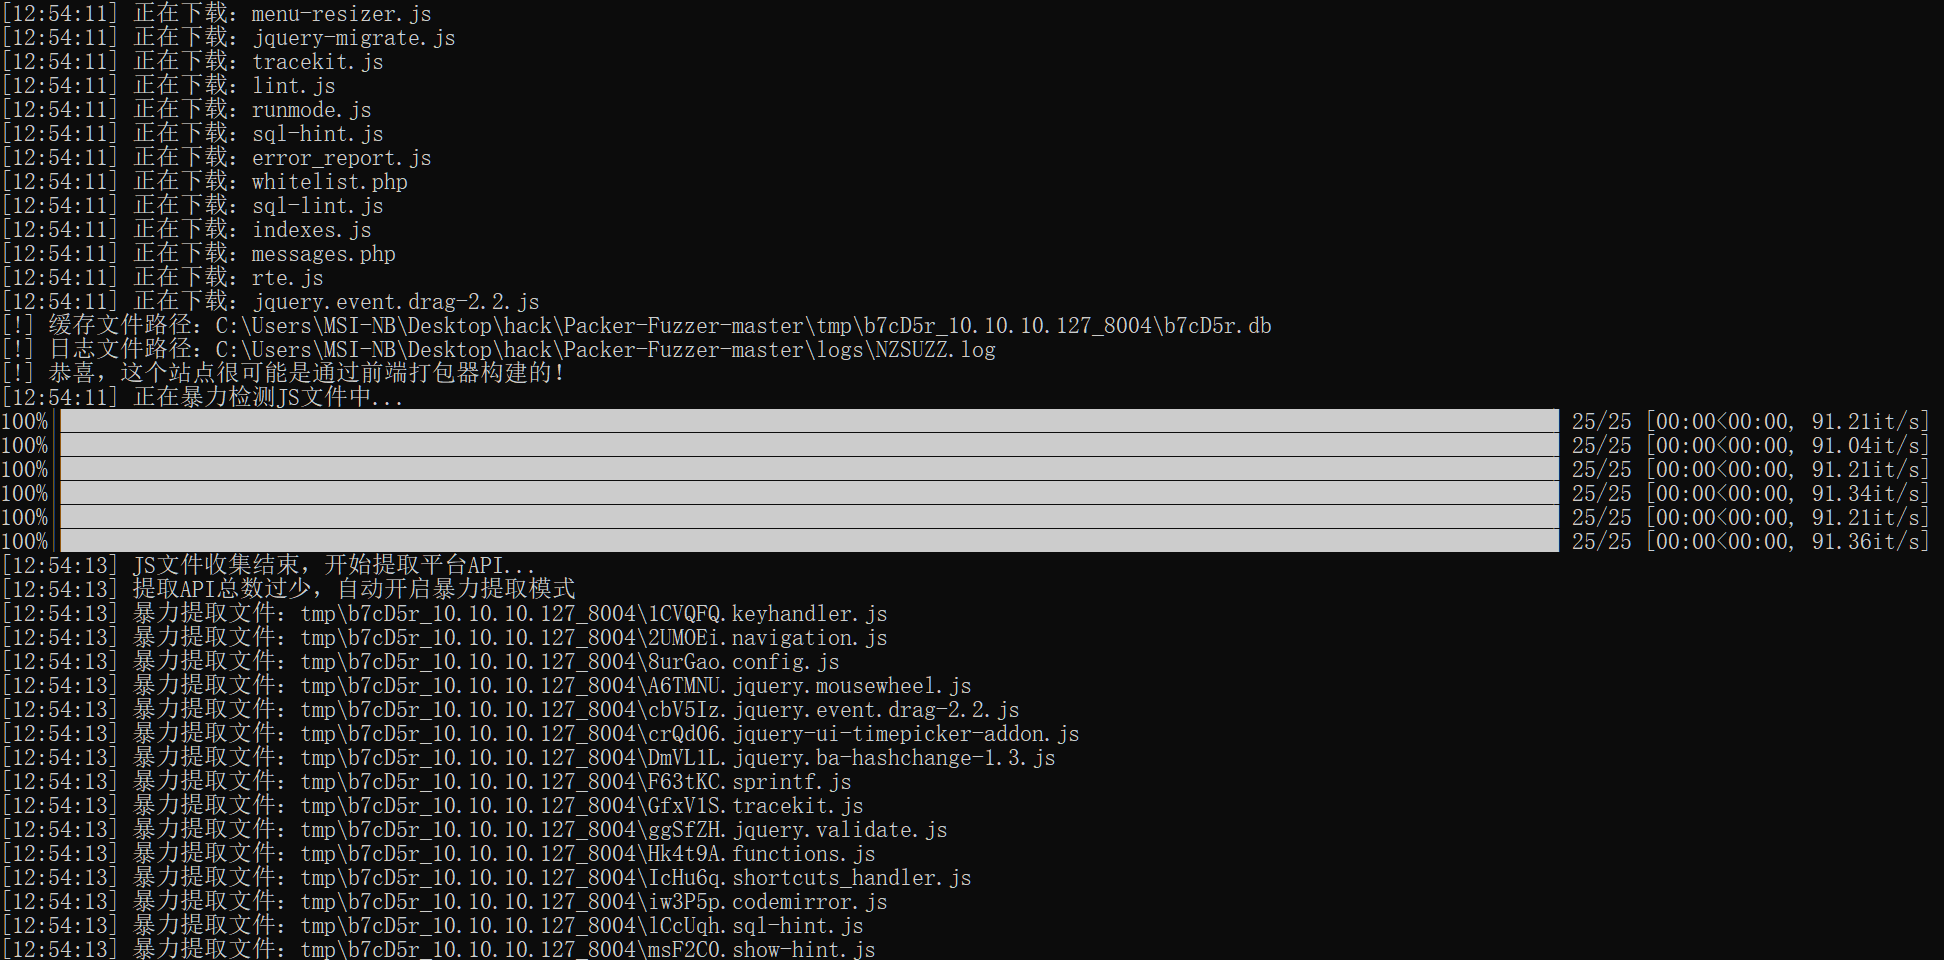 [12:54:11] 正在下载：menu-resizer.js
[12:54:11] 正在下载：jquery-migrate.js
[12:54:11] 正在下载：tracekit.js
[12:54:11] 正在下载：lint.js
[12:54:11] 正在下载：runmode.js
[12:54:11] 正在下载：sql-hint.js
[12:54:11] 正在下载：error_report.js
[12:54:11] 正在下载：whitelist.php
[12:54:11] 正在下载：sql-lint.js
[12:54:11] 正在下载：indexes.js
[12:54:11] 正在下载：messages.php
[12:54:11] 正在下载：rte.js
[12:54:11] 正在下载：jquery.event.drag-2.2.js
[!] 缓存文件路径：C:\Users\MSI-NB\Desktop\hack\Packer-Fuzzer-master\tmp\b7cD5r_10.10.10.127_8004\b7cD5r.db
[!] 日志文件路径：C:\Users\MSI-NB\Desktop\hack\Packer-Fuzzer-master\logs\NZSUZZ.log
[!] 恭喜，这个站点很可能是通过前端打包器构建的！
[12:54:11] 正在暴力检测JS文件中...
100% 25/25 [00:00<00:00, 91.21it/s]
100% 25/25 [00:00<00:00, 91.04it/s]
100% 25/25 [00:00<00:00, 91.21it/s]
100% 25/25 [00:00<00:00, 91.34it/s]
100% 25/25 [00:00<00:00, 91.21it/s]
100% 25/25 [00:00<00:00, 91.36it/s]
[12:54:13] JS文件收集结束，开始提取平台API...
[12:54:13] 提取API总数过少，自动开启暴力提取模式
[12:54:13] 暴力提取文件：tmp\b7cD5r_10.10.10.127_8004\1CVQFQ.keyhandler.js
[12:54:13] 暴力提取文件：tmp\b7cD5r_10.10.10.127_8004\2UMOEi.navigation.js
[12:54:13] 暴力提取文件：tmp\b7cD5r_10.10.10.127_8004\8urGao.config.js
[12:54:13] 暴力提取文件：tmp\b7cD5r_10.10.10.127_8004\A6TMNU.jquery.mousewheel.js
[12:54:13] 暴力提取文件：tmp\b7cD5r_10.10.10.127_8004\cbV5Iz.jquery.event.drag-2.2.js
[12:54:13] 暴力提取文件：tmp\b7cD5r_10.10.10.127_8004\crQd06.jquery-ui-timepicker-addon.js
[12:54:13] 暴力提取文件：tmp\b7cD5r_10.10.10.127_8004\DmVL1L.jquery.ba-hashchange-1.3.js
[12:54:13] 暴力提取文件：tmp\b7cD5r_10.10.10.127_8004\F63tKC.sprintf.js
[12:54:13] 暴力提取文件：tmp\b7cD5r_10.10.10.127_8004\GfxV1S.tracekit.js
[12:54:13] 暴力提取文件：tmp\b7cD5r_10.10.10.127_8004\ggSfZH.jquery.validate.js
[12:54:13] 暴力提取文件：tmp\b7cD5r_10.10.10.127_8004\Hk4t9A.functions.js
[12:54:13] 暴力提取文件：tmp\b7cD5r_10.10.10.127_8004\IcHu6q.shortcuts_handler.js
[12:54:13] 暴力提取文件：tmp\b7cD5r_10.10.10.127_8004\iw3P5p.codemirror.js
[12:54:13] 暴力提取文件：tmp\b7cD5r_10.10.10.127_8004\lCcUqh.sql-hint.js
[12:54:13] 暴力提取文件：tmp\b7cD5r_10.10.10.127_8004\msF2CO.show-hint.js